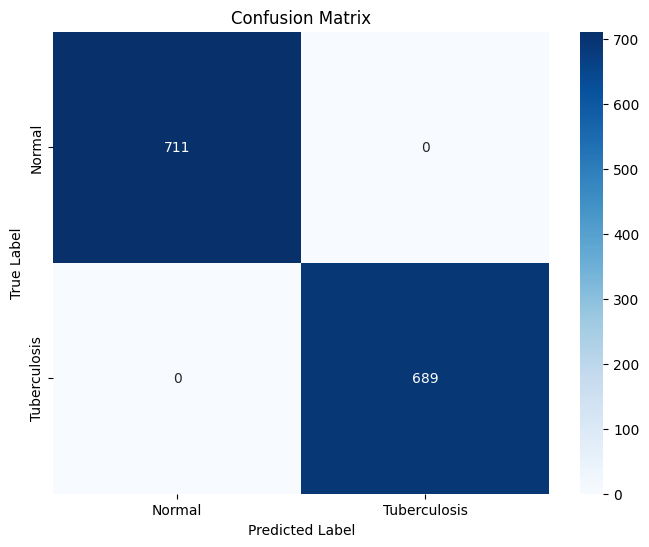 Confusion Matrix
Normal
711
0
True Label
Tuberculosis
0
689
Normal
Tuberculosis
Predicted Label
700
600
500
400
300
200
100
0